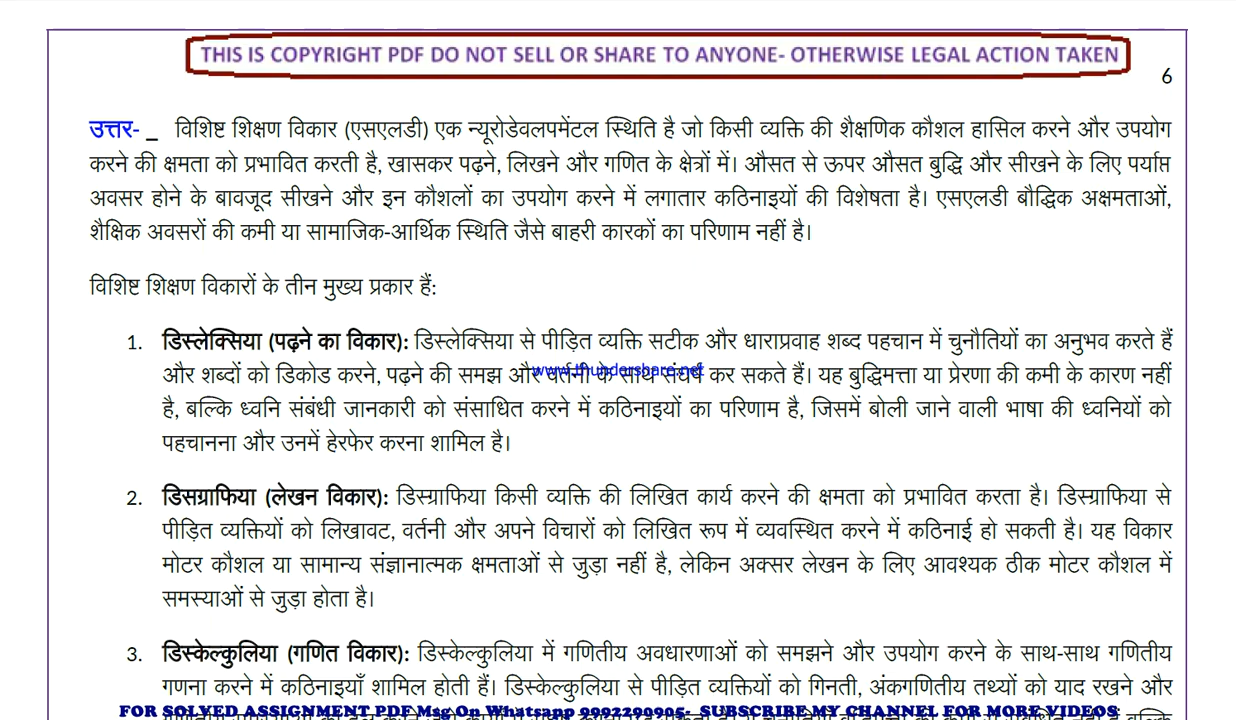 THIS IS COPYRIGHT PDF DO NOT SELL OR SHARE TO ANYONE- OTHERWISE LEGAL ACTION TAKEN
6
उत्तर- _ विशिष्ट शिक्षण विकार (एसएलडी) एक न्यूरोडेवलपमेंटल स्थिति है जो किसी व्यक्ति की शैक्षणिक कौशल हासिल करने और उपयोग
करने की क्षमता को प्रभावित करती है, खासकर पढ़ने, लिखने और गणित के क्षेत्रों में। औसत से ऊपर औसत बुद्धि और सीखने के लिए पर्याप्त
अवसर होने के बावजूद सीखने और इन कौशलों का उपयोग करने में लगातार कठिनाइयों की विशेषता है। एसएलडी बौद्धिक अक्षमताओं,
शैक्षिक अवसरों की कमी या सामाजिक-आर्थिक स्थिति जैसे बाहरी कारकों का परिणाम नहीं है।
विशिष्ट शिक्षण विकारों के तीन मुख्य प्रकार हैं:
1. डिस्लेक्सिया (पढ़ने का विकार): डिस्लेक्सिया से पीड़ित व्यक्ति सटीक और धाराप्रवाह शब्द पहचान में चुनौतियों का अनुभव करते हैं
और शब्दों को डिकोड करने, पढ़ने की समझ और वर्तनी के साथ संघर्ष कर सकते हैं। यह बुद्धिमत्ता या प्रेरणा की कमी के कारण नहीं
www.thundershare.net
है, बल्कि ध्वनि संबंधी जानकारी को संसाधित करने में कठिनाइयों का परिणाम है, जिसमें बोली जाने वाली भाषा की ध्वनियों को
पहचानना और उनमें हेरफेर करना शामिल है।
2. डिसग्राफिया (लेखन विकार): डिस्ग्राफिया किसी व्यक्ति की लिखित कार्य करने की क्षमता को प्रभावित करता है। डिस्ग्राफिया से
पीड़ित व्यक्तियों को लिखावट, वर्तनी और अपने विचारों को लिखित रूप में व्यवस्थित करने में कठिनाई हो सकती है। यह विकार
मोटर कौशल या सामान्य संज्ञानात्मक क्षमताओं से जुड़ा नहीं है, लेकिन अक्सर लेखन के लिए आवश्यक ठीक मोटर कौशल में
समस्याओं से जुड़ा होता है।
3. डिस्केल्कुलिया (गणित विकार): डिस्केल्कुलिया में गणितीय अवधारणाओं को समझने और उपयोग करने के साथ-साथ गणितीय
गणना करने में कठिनाइयाँ शामिल होती हैं। डिस्केल्कुलिया से पीड़ित व्यक्तियों को गिनती, अंकगणितीय तथ्यों को याद रखने और
FOR SOLVED ASSIGNMENT PDF Msg On Whatsapp 9992290905- SUBSCRIBE MY CHANNEL FOR MORE VIDEOS